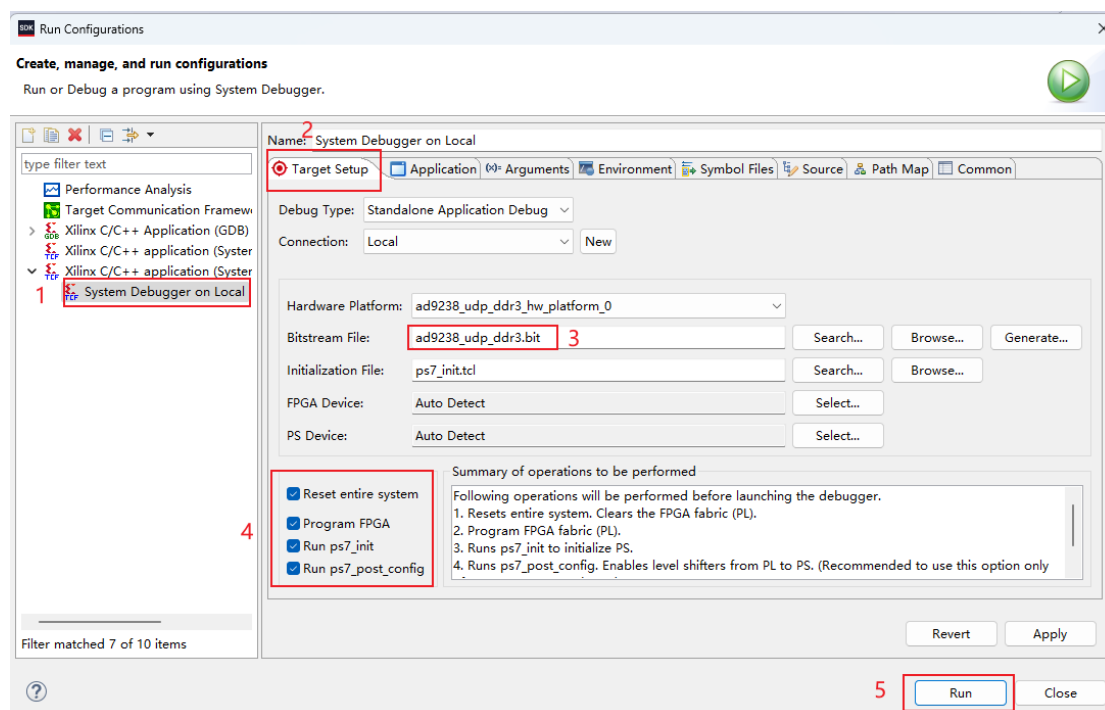 SDK Run Configurations
Create, manage, and run configurations
Run or Debug a program using System Debugger.
type filter text
Performance Analysis
Target Communication Framew
Xilinx C/C++ Application (GDB)
Xilinx C/C++ application (System
Xilinx C/C++ application (System
1 System Debugger on Local
Filter matched 7 of 10 items
2
Name: System Debugger on Local
Target Setup Application (x)= Arguments Environment Symbol Files Source Path Map Common
Debug Type: Standalone Application Debug
Connection: Local New
Hardware Platform: ad9238_udp_ddr3_hw_platform_0
Bitstream File: ad9238_udp_ddr3.bit 3 Search... Browse... Generate...
Initialization File: ps7_init.tcl Search... Browse...
FPGA Device: Auto Detect Select...
PS Device: Auto Detect Select...
4
Reset entire system
Program FPGA
Run ps7_init
Run ps7_post_config
Summary of operations to be performed
Following operations will be performed before launching the debugger.
1. Resets entire system. Clears the FPGA fabric (PL).
2. Program FPGA fabric (PL).
3. Runs ps7_init to initialize PS.
4. Runs ps7_post_config. Enables level shifters from PL to PS. (Recommended to use this option only
Revert Apply
5 Run Close